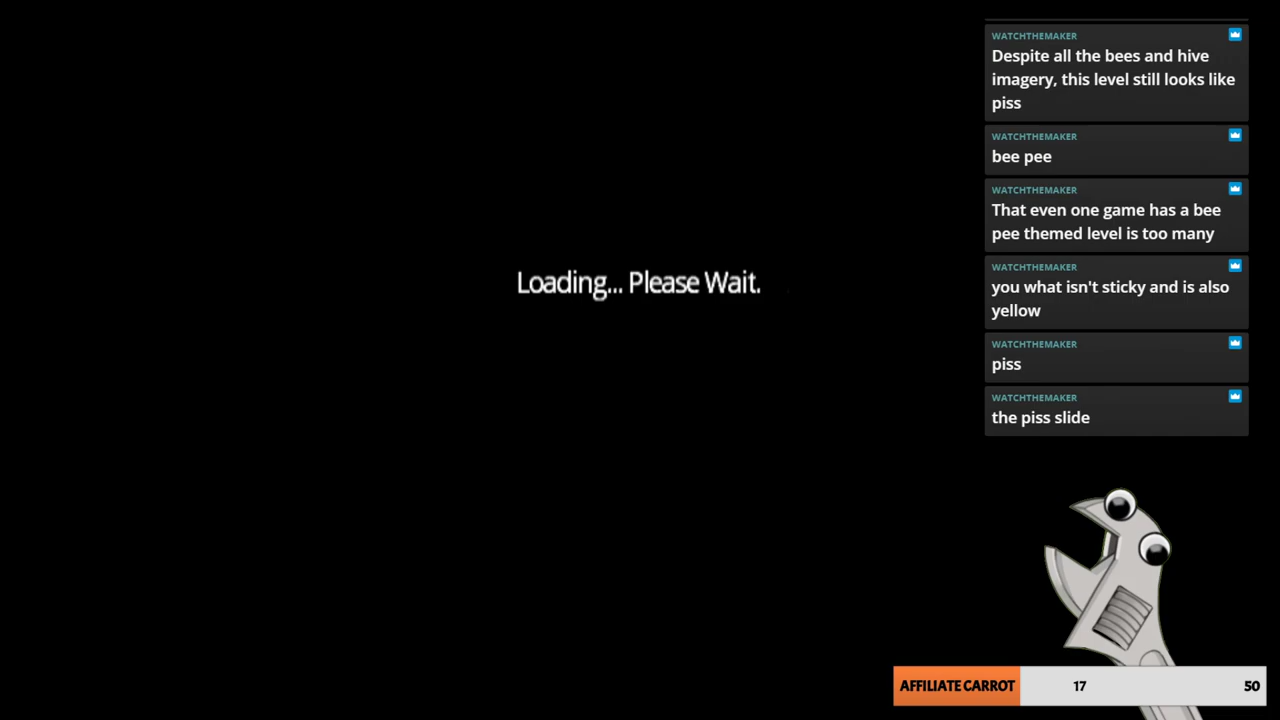 WATCHTHEMAKER
Despite all the bees and hive
imagery, this level still looks like
piss
WATCHTHEMAKER
bee pee
WATCHTHEMAKER
That even one game has a bee
pee themed level is too many
WATCHTHEMAKER
you what isn't sticky and is also
yellow
WATCHTHEMAKER
piss
WATCHTHEMAKER
the piss slide
Loading... Please Wait.
AFFILIATE CARROT 17 50